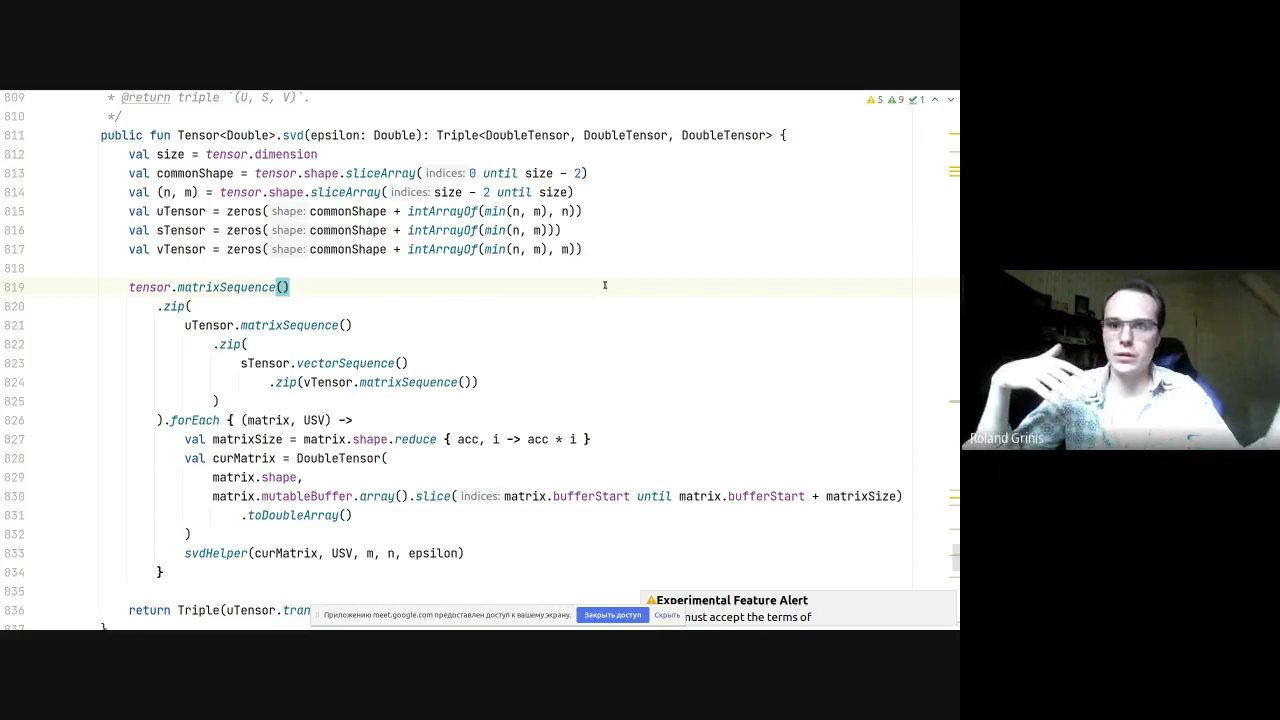 809 * @return triple `(U, S, V)`.
810 */
811 public fun Tensor<Double>.svd(epsilon: Double): Triple<DoubleTensor, DoubleTensor, DoubleTensor> {
812 val size = tensor.dimension
813 val commonShape = tensor.shape.sliceArray( indices: 0 until size - 2)
814 val (n, m) = tensor.shape.sliceArray( indices: size - 2 until size)
815 val uTensor = zeros( shape: commonShape + intArrayOf(min(n, m), n))
816 val sTensor = zeros( shape: commonShape + intArrayOf(min(n, m)))
817 val vTensor = zeros( shape: commonShape + intArrayOf(min(n, m), m))
818
819 tensor.matrixSequence()
820 .zip(
821 uTensor.matrixSequence()
822 .zip(
823 sTensor.vectorSequence()
824 .zip(vTensor.matrixSequence())
825 )
826 ).forEach { (matrix, USV) ->
827 val matrixSize = matrix.shape.reduce { acc, i -> acc * i }
828 val curMatrix = DoubleTensor(
829 matrix.shape,
830 matrix.mutableBuffer.array().slice( indices: matrix.bufferStart until matrix.bufferStart + matrixSize)
831 .toDoubleArray()
832 )
833 svdHelper(curMatrix, USV, m, n, epsilon)
834 }
835
836 return Triple(uTensor.tran
837 }
5 9 1
Experimental Feature Alert
must accept the terms of
Приложению meet.google.com предоставлен доступ к вашему экрану.
Закрыть доступ
Скрыть
Roland Grinis